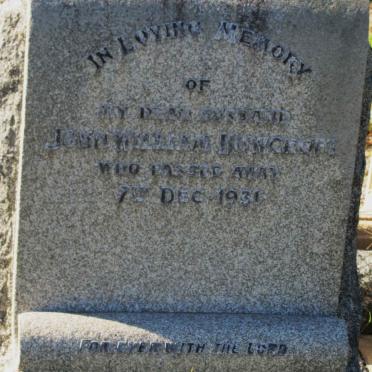 IN LOVING MEMORY
OF
MY DEAR HUSBAND
JOHN WILLIAM
WHO PASSED AWAY
7TH DEC. 1931
FOR EVER WITH THE LORD